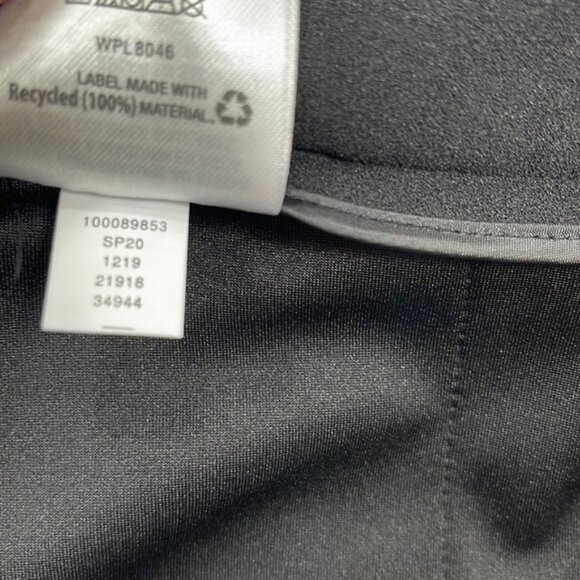 WPL8046
LABEL MADE WITH
Recycled (100%) MATERIAL.
100089853
SP20
1219
21918
34944